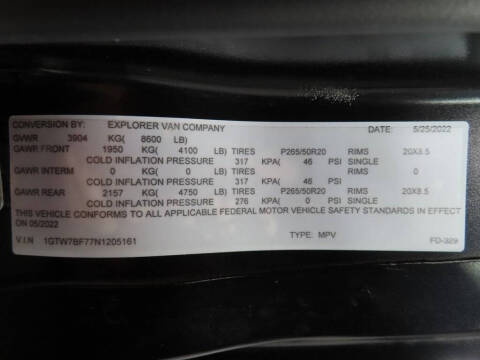 CONVERSION BY: EXPLORER VAN COMPANY DATE: 5/25/2022
GVWR 3904 KG( 8600 LB)
GAWR FRONT 1950 KG( 4100 LB) TIRES P265/50R20 RIMS 20X8.5
COLD INFLATION PRESSURE 317 KPA( 46 PSI SINGLE
GAWR INTERM 0 KG( 0 LB) TIRES RIMS 0
COLD INFLATION PRESSURE 317 KPA( 46 PSI SINGLE
GAWR REAR 2157 KG( 4750 LB) TIRES P265/50R20 RIMS 20X8.5
COLD INFLATION PRESSURE 276 KPA( 0 PSI SINGLE
THIS VEHICLE CONFORMS TO ALL APPLICABLE FEDERAL MOTOR VEHICLE SAFETY STANDARDS IN EFFECT
ON 05/2022
V.I.N 1GTW7BF77N1205161 TYPE: MPV FD-329